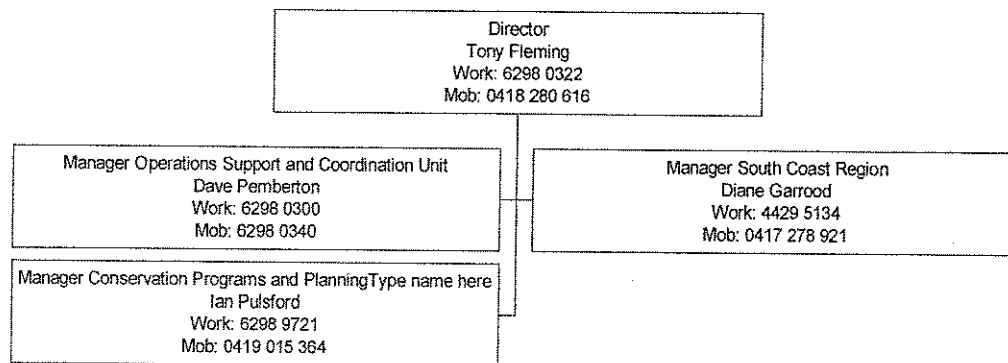 Director
Tony Fleming
Work: 6298 0322
Mob: 0418 280 616
Manager Operations Support and Coordination Unit
Dave Pemberton
Work: 6298 0300
Mob: 6298 0340
Manager South Coast Region
Diane Garrood
Work: 4429 5134
Mob: 0417 278 921
Manager Conservation Programs and PlanningType name here
Ian Pulsford
Work: 6298 9721
Mob: 0419 015 364